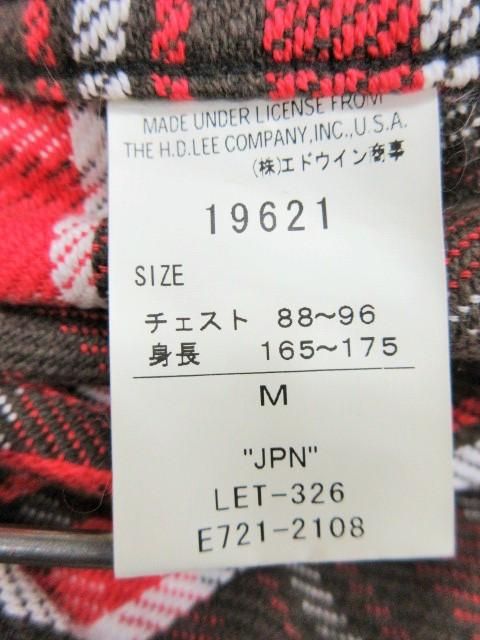 MADE UNDER LICENSE FROM
THE H.D.LEE COMPANY,INC.,U.S.A.
(株)エドウイン商事
19621
SIZE
チェスト 88~96
身長 165~175
M
"JPN"
LET-326
E721-2108